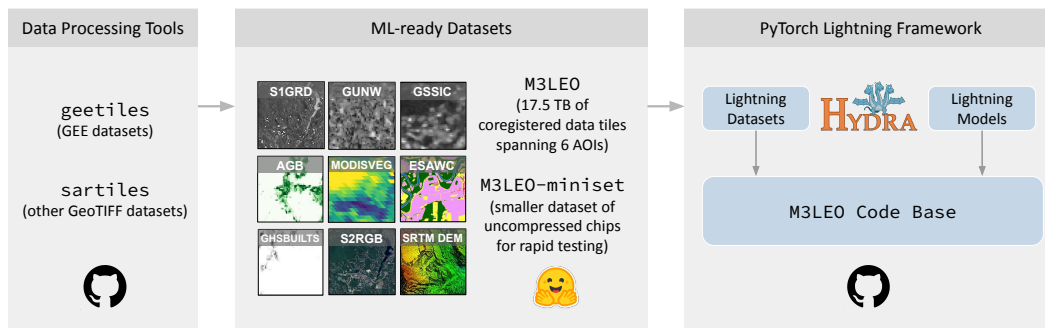 Data Processing Tools
geetiles
(GEE datasets)
sartiles
(other GeoTIFF datasets)
ML-ready Datasets
S1GRD
GUNW
GSSIC
AGB
MODISVEG
ESAWC
GHSBUILTS
S2RGB
SRTM DEM
M3LEO
(17.5 TB of
coregistered data tiles
spanning 6 AOIs)
M3LEO-miniset
(smaller dataset of
uncompressed chips
for rapid testing)
PyTorch Lightning Framework
Lightning
Datasets
HYDRA
Lightning
Models
M3LEO Code Base